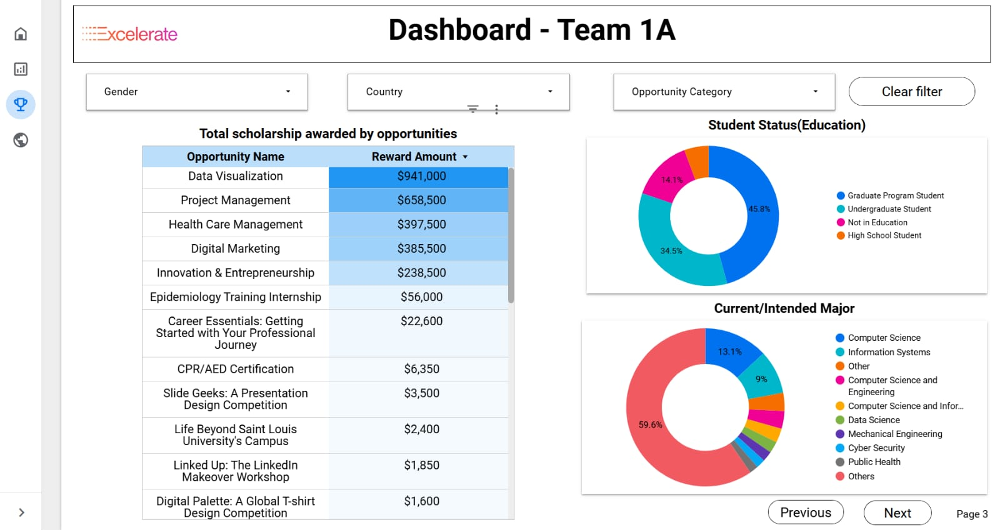 Excelerate
Dashboard - Team 1A
Gender
Country
Opportunity Category
Clear filter
Total scholarship awarded by opportunities
Opportunity Name Reward Amount
Data Visualization $941,000
Project Management $658,500
Health Care Management $397,500
Digital Marketing $385,500
Innovation & Entrepreneurship $238,500
Epidemiology Training Internship $56,000
Career Essentials: Getting $22,600
Started with Your Professional
Journey
CPR/AED Certification $6,350
Slide Geeks: A Presentation $3,500
Design Competition
Life Beyond Saint Louis $2,400
University's Campus
Linked Up: The LinkedIn $1,850
Makeover Workshop
Digital Palette: A Global T-shirt $1,600
Design Competition
Student Status(Education)
14.1%
45.8%
34.5%
Graduate Program Student
Undergraduate Student
Not in Education
High School Student
Current/Intended Major
13.1%
9%
59.6%
Computer Science
Information Systems
Other
Computer Science and
Engineering
Computer Science and Infor...
Data Science
Mechanical Engineering
Cyber Security
Public Health
Others
Previous
Next
Page 3